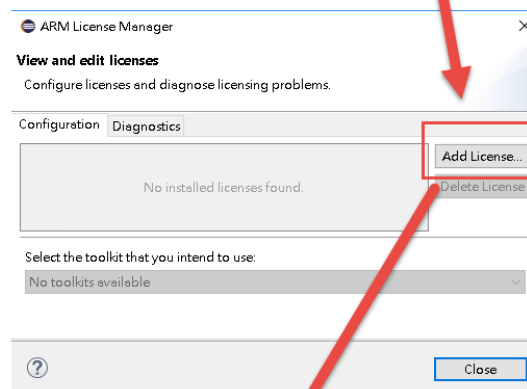 ARM License Manager
View and edit licenses
Configure licenses and diagnose licensing problems.
Configuration Diagnostics
Add License...
No installed licenses found.
Delete License
Select the toolkit that you intend to use:
No toolkits available
?
Close